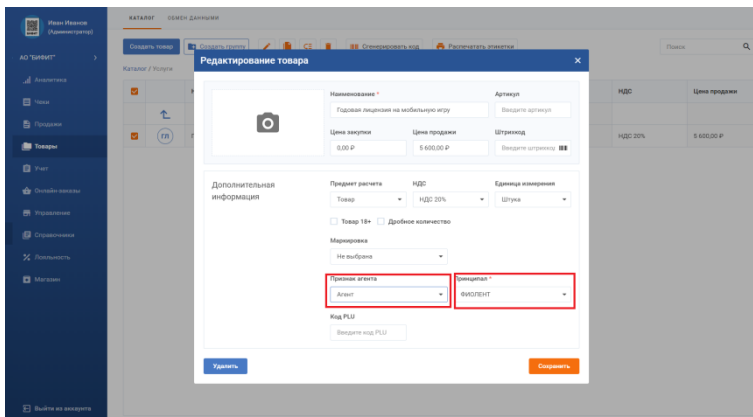 Иван Иванов
(Администратор)
КАТАЛОГ ОБМЕН ДАННЫМИ
АО "БИФИТ"
Создать товар Создать группу Сгенерировать код Распечатать этикетки Поиск
Каталог / Услуги
Аналитика
Чеки
Продажи
Товары
Учет
Онлайн-заказы
Управление
Справочники
Лояльность
Магазин
Выйти из аккаунта
НДС Цена продажи
ГЛ НДС 20% 5 600,00 ₽
Редактирование товара
Наименование * Артикул
Годовая лицензия на мобильную игру Введите артикул
Цена закупки Цена продажи Штрихкод
0,00 ₽ 5 600,00 ₽ Введите штрихкод
Дополнительная
информация
Предмет расчета НДС Единица измерения
Товар НДС 20% Штука
Товар 18+ Дробное количество
Маркировка
Не выбрана
Признак агента Принципал *
Агент ФИОЛЕНТ
Код PLU
Введите код PLU
Удалить Сохранить